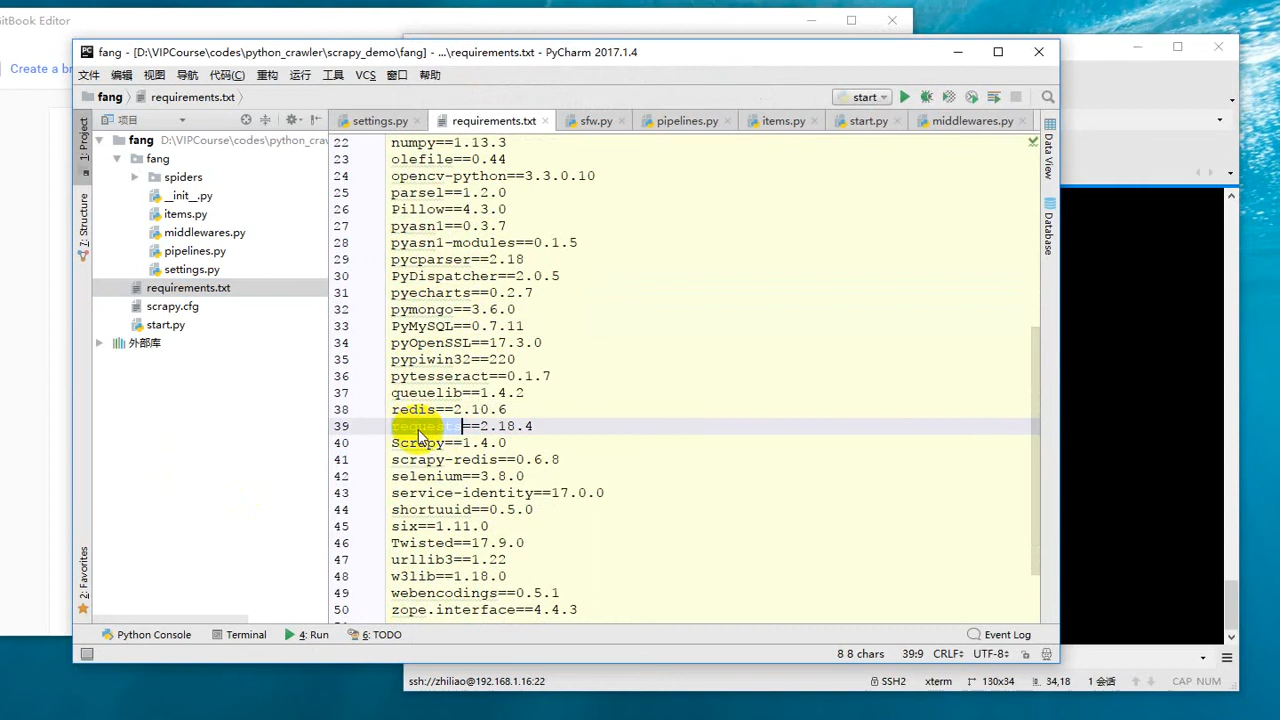 itBook Editor
Create a br
fang - [D:\VIPCourse\codes\python_crawler\scrapy_demo\fang] - ...\requirements.txt - PyCharm 2017.1.4
文件 编辑 视图 导航 代码(C) 重构 运行 工具 VCS 窗口 帮助
fang requirements.txt start
项目 settings.py requirements.txt sfw.py pipelines.py items.py start.py middlewares.py
1: Project
7: Structure
2: Favorites
Data View
Database
fang D:\VIPCourse\codes\python_craw
fang
spiders
__init__.py
items.py
middlewares.py
pipelines.py
settings.py
requirements.txt
scrapy.cfg
start.py
外部库
22 numpy==1.13.3
23 olefile==0.44
24 opencv-python==3.3.0.10
25 parsel==1.2.0
26 Pillow==4.3.0
27 pyasn1==0.3.7
28 pyasn1-modules==0.1.5
29 pycparser==2.18
30 PyDispatcher==2.0.5
31 pyecharts==0.2.7
32 pymongo==3.6.0
33 PyMySQL==0.7.11
34 pyOpenSSL==17.3.0
35 pypiwin32==220
36 pytesseract==0.1.7
37 queuelib==1.4.2
38 redis==2.10.6
39 requests==2.18.4
40 Scrapy==1.4.0
41 scrapy-redis==0.6.8
42 selenium==3.8.0
43 service-identity==17.0.0
44 shortuuid==0.5.0
45 six==1.11.0
46 Twisted==17.9.0
47 urllib3==1.22
48 w3lib==1.18.0
49 webencodings==0.5.1
50 zope.interface==4.4.3
Python Console Terminal 4: Run 6: TODO Event Log
8 8 chars 39:9 CRLF UTF-8
ssh://zhiliao@192.168.1.16:22 SSH2 xterm 130x34 34,18 1 会话 CAP NUM